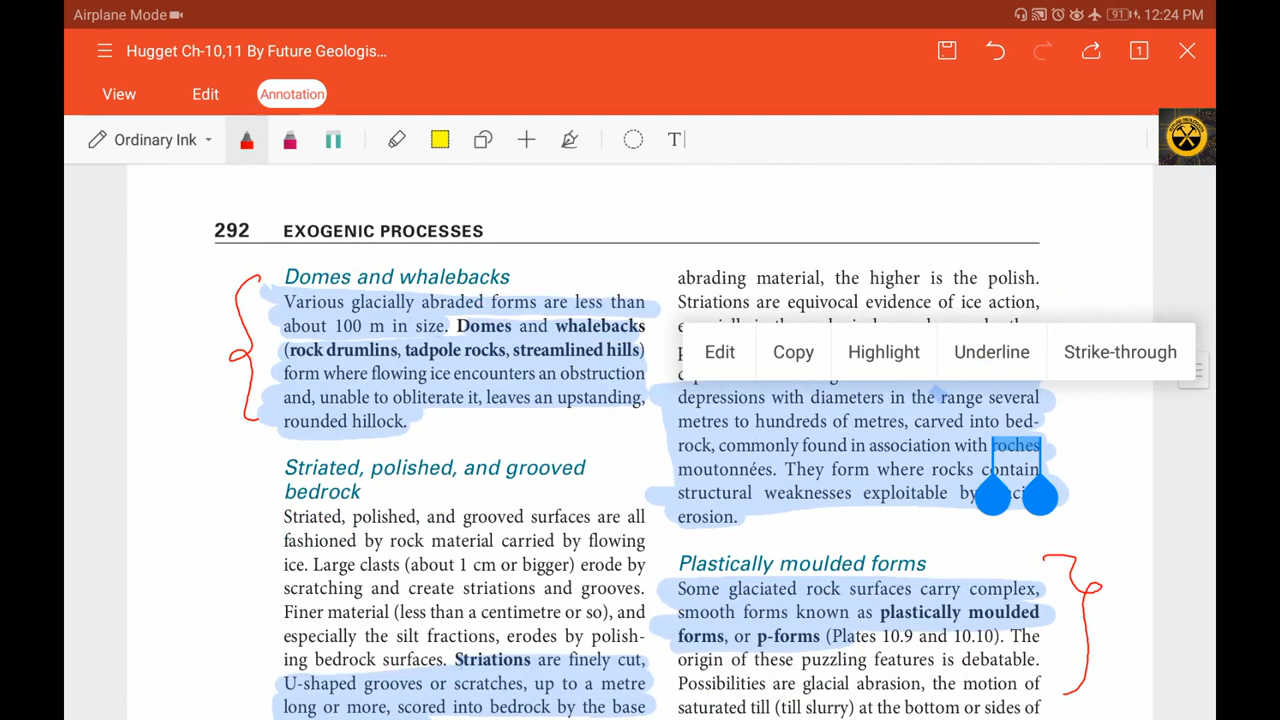 Airplane Mode
91
12:24 PM
Hugget Ch-10,11 By Future Geologis...
1
View
Edit
Annotation
Ordinary Ink
T
292 EXOGENIC PROCESSES
Domes and whalebacks
Various glacially abraded forms are less than
about 100 m in size. Domes and whalebacks
(rock drumlins, tadpole rocks, streamlined hills)
form where flowing ice encounters an obstruction
and, unable to obliterate it, leaves an upstanding,
rounded hillock.
Striated, polished, and grooved
bedrock
Striated, polished, and grooved surfaces are all
fashioned by rock material carried by flowing
ice. Large clasts (about 1 cm or bigger) erode by
scratching and create striations and grooves.
Finer material (less than a centimetre or so), and
especially the silt fractions, erodes by polish-
ing bedrock surfaces. Striations are finely cut,
U-shaped grooves or scratches, up to a metre
long or more, scored into bedrock by the base
abrading material, the higher is the polish.
Striations are equivocal evidence of ice action,
Edit Copy Highlight Underline Strike-through
depressions with diameters in the range several
metres to hundreds of metres, carved into bed-
rock, commonly found in association with roches
moutonnées. They form where rocks contain
structural weaknesses exploitable by
erosion.
Plastically moulded forms
Some glaciated rock surfaces carry complex,
smooth forms known as plastically moulded
forms, or p-forms (Plates 10.9 and 10.10). The
origin of these puzzling features is debatable.
Possibilities are glacial abrasion, the motion of
saturated till (till slurry) at the bottom or sides of